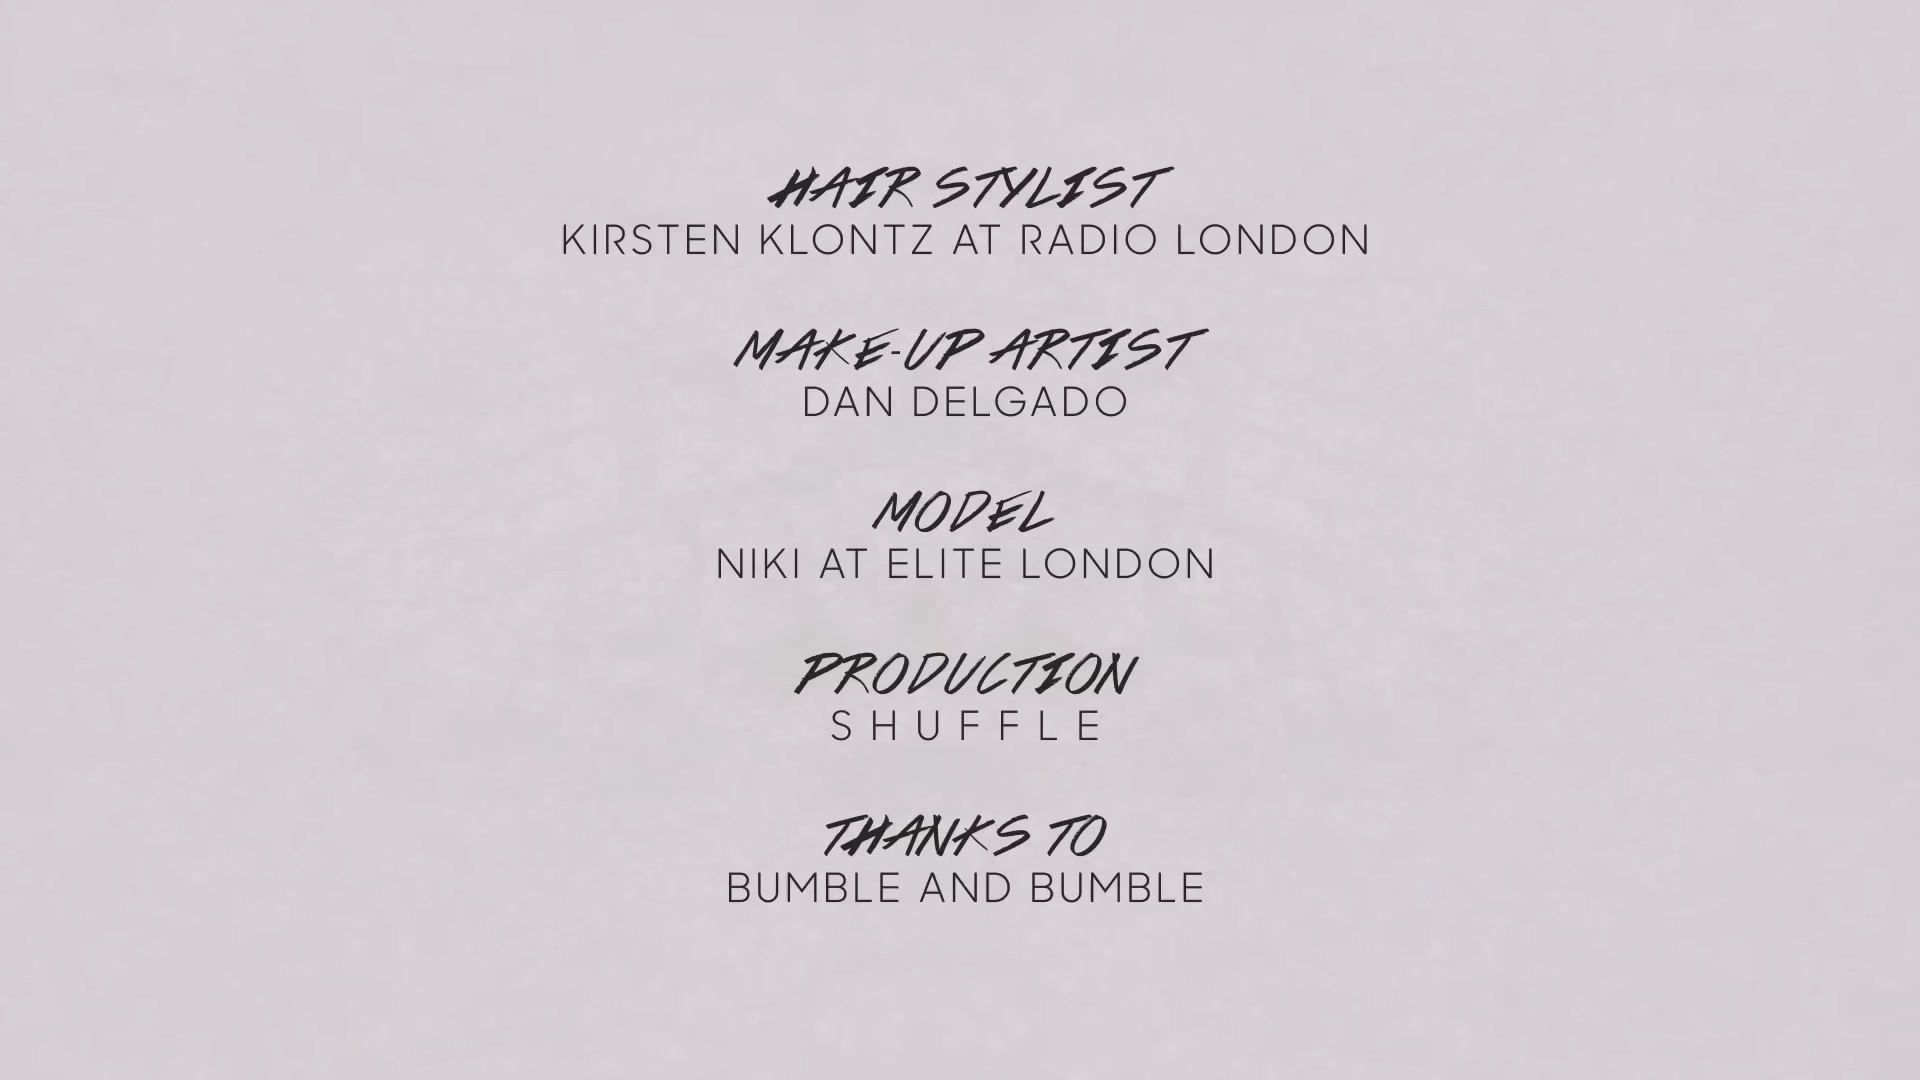 HAIR STYLIST
KIRSTEN KLONTZ AT RADIO LONDON
MAKE-UP ARTIST
DAN DELGADO
MODEL
NIKI AT ELITE LONDON
PRODUCTION
SHUFFLE
THANKS TO
BUMBLE AND BUMBLE